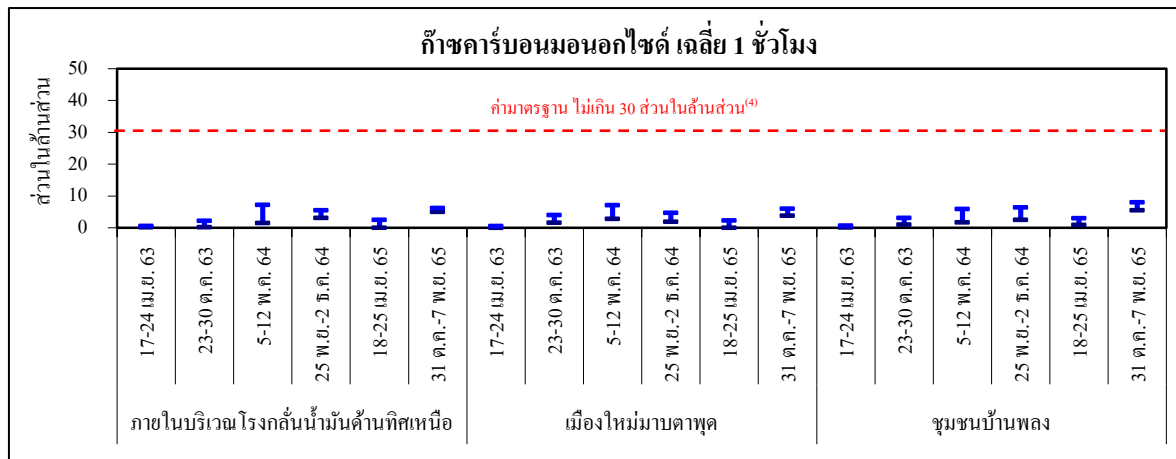 ก๊าซคาร์บอนมอนอกไซด์ เฉลี่ย 1 ชั่วโมง
ส่วนในล้านส่วน
50
40
30
20
10
0
ค่ามาตรฐาน ไม่เกิน 30 ส่วนในล้านส่วน(4)
17-24 เม.ย. 63
23-30 ต.ค. 63
5-12 พ.ค. 64
25 พ.ย.-2 ธ.ค. 64
18-25 เม.ย. 65
31 ต.ค.-7 พ.ย. 65
17-24 เม.ย. 63
23-30 ต.ค. 63
5-12 พ.ค. 64
25 พ.ย.-2 ธ.ค. 64
18-25 เม.ย. 65
31 ต.ค.-7 พ.ย. 65
17-24 เม.ย. 63
23-30 ต.ค. 63
5-12 พ.ค. 64
25 พ.ย.-2 ธ.ค. 64
18-25 เม.ย. 65
31 ต.ค.-7 พ.ย. 65
ภายในบริเวณโรงกลั่นน้ำมันด้านทิศเหนือ
เมืองใหม่มาบตาพุด
ชุมชนบ้านพลง